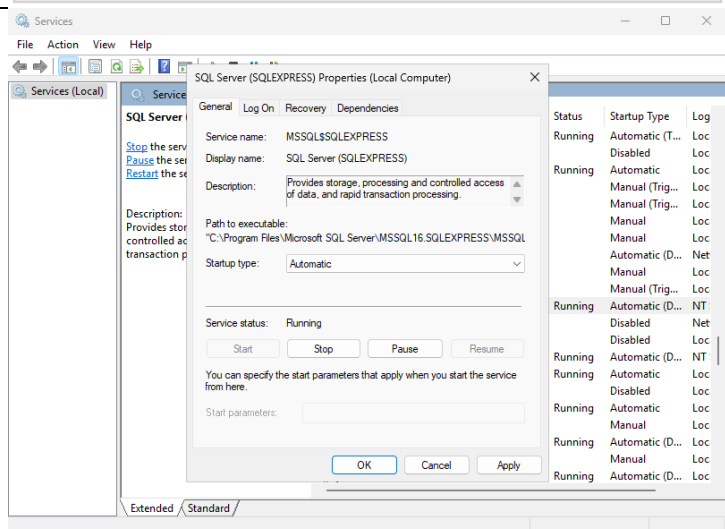 Services
File Action View Help
Services (Local)
Service
SQL Server (
Stop the serv
Pause the ser
Restart the se
Description:
Provides stor
controlled ac
transaction p
SQL Server (SQLEXPRESS) Properties (Local Computer)
General Log On Recovery Dependencies
Service name: MSSQL$SQLEXPRESS
Display name: SQL Server (SQLEXPRESS)
Description: Provides storage, processing and controlled access
of data, and rapid transaction processing.
Path to executable:
"C:\Program Files\Microsoft SQL Server\MSSQL16.SQLEXPRESS\MSSQL
Startup type: Automatic
Service status: Running
Start Stop Pause Resume
You can specify the start parameters that apply when you start the service
from here.
Start parameters:
OK Cancel Apply
Status Startup Type Log
Running Automatic (T... Loc
Disabled Loc
Running Automatic Loc
Manual (Trig... Loc
Manual (Trig... Loc
Manual Loc
Manual Loc
Automatic (D... Net
Manual Loc
Manual (Trig... Loc
Running Automatic (D... NT
Disabled Net
Disabled Loc
Running Automatic (D... NT
Running Automatic Loc
Disabled Loc
Running Automatic Loc
Manual Loc
Running Automatic (D... Loc
Manual Loc
Running Automatic (D... Loc
Extended Standard